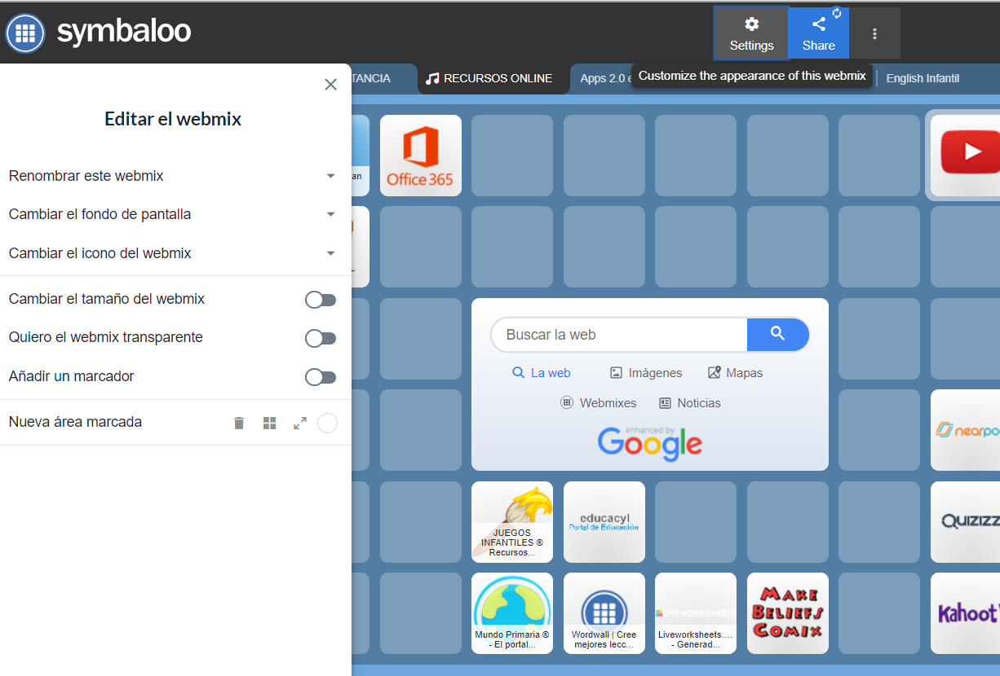 symbaloo
Settings
Share
TANCIA
RECURSOS ONLINE
Apps 2.0 e
Customize the appearance of this webmix
English Infantil
Editar el webmix
Renombrar este webmix
Cambiar el fondo de pantalla
Cambiar el icono del webmix
Cambiar el tamaño del webmix
Quiero el webmix transparente
Añadir un marcador
Nueva área marcada
an
Office 365
Buscar la web
La web
Imágenes
Mapas
Webmixes
Noticias
enhanced by
Google
nearpo
JUEGOS
INFANTILES ®
Recursos...
educacyl
Portal de Educación
QUIZIZZ
Mundo Primaria ®
- El portal...
Wordwall | Cree
mejores lecc...
LIVEWORKSHEETS
Liveworksheets....
- Generad...
MAKE
BELIEFS
COMIX
Kahoot